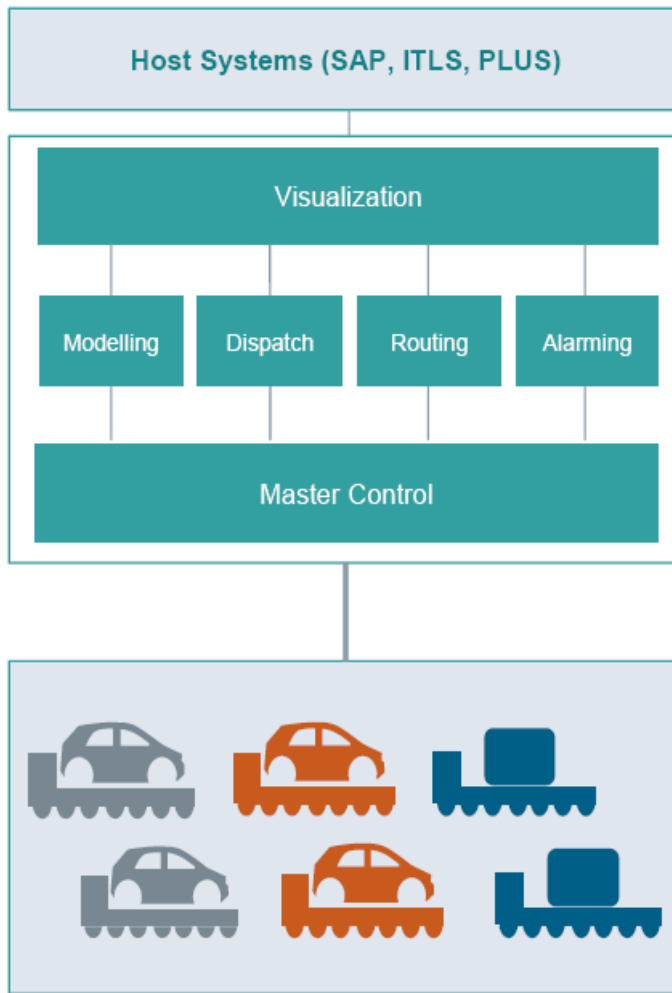 Host Systems (SAP, ITLS, PLUS)
Visualization
Modelling
Dispatch
Routing
Alarming
Master Control